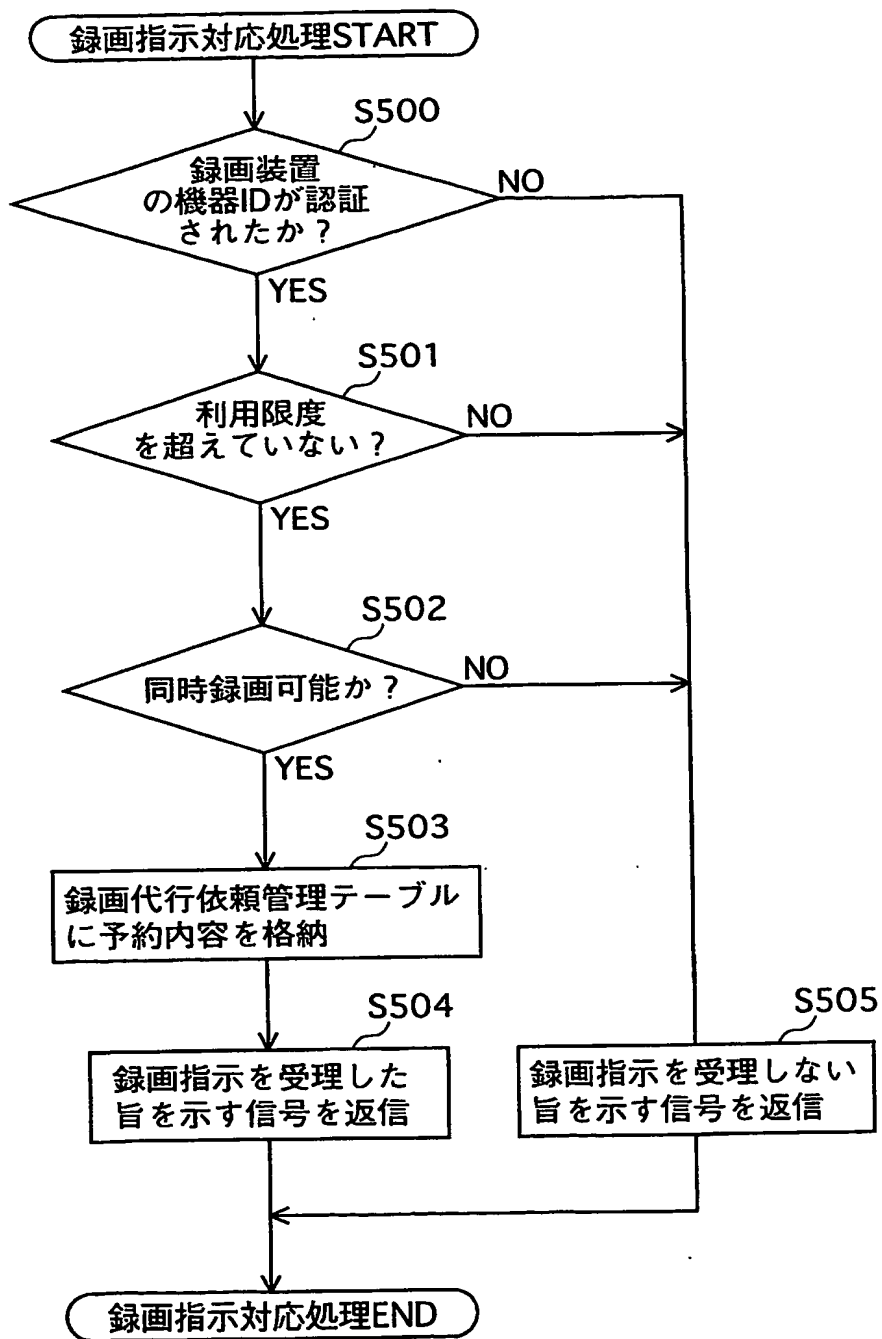 録画指示対応処理START
S500
録画装置
の機器IDが認証
されたか？
NO
YES
S501
利用限度
を超えていない？
NO
YES
S502
同時録画可能か？
NO
YES
S503
録画代行依頼管理テーブル
に予約内容を格納
S504
録画指示を受理した
旨を示す信号を返信
S505
録画指示を受理しない
旨を示す信号を返信
録画指示対応処理END